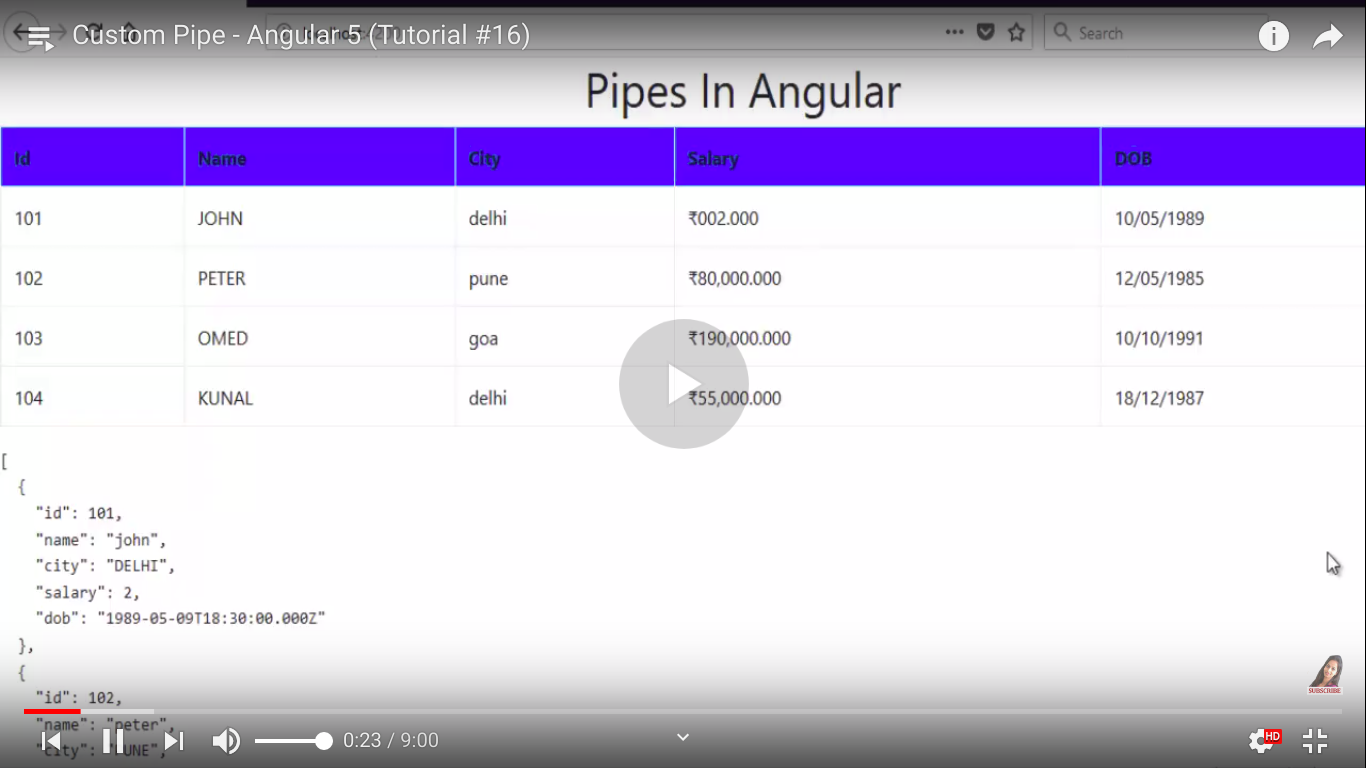 Custom Pipe - Angular 5 (Tutorial #16)
Search
Pipes In Angular
Id Name City Salary DOB
101 JOHN delhi ₹002.000 10/05/1989
102 PETER pune ₹80,000.000 12/05/1985
103 OMED goa ₹190,000.000 10/10/1991
104 KUNAL delhi ₹55,000.000 18/12/1987
[
{
"id": 101,
"name": "john",
"city": "DELHI",
"salary": 2,
"dob": "1989-05-09T18:30:00.000Z"
},
{
"id": 102,
"name": "peter",
"city": "PUNE",
SUBSCRIBE
0:23 / 9:00
HD